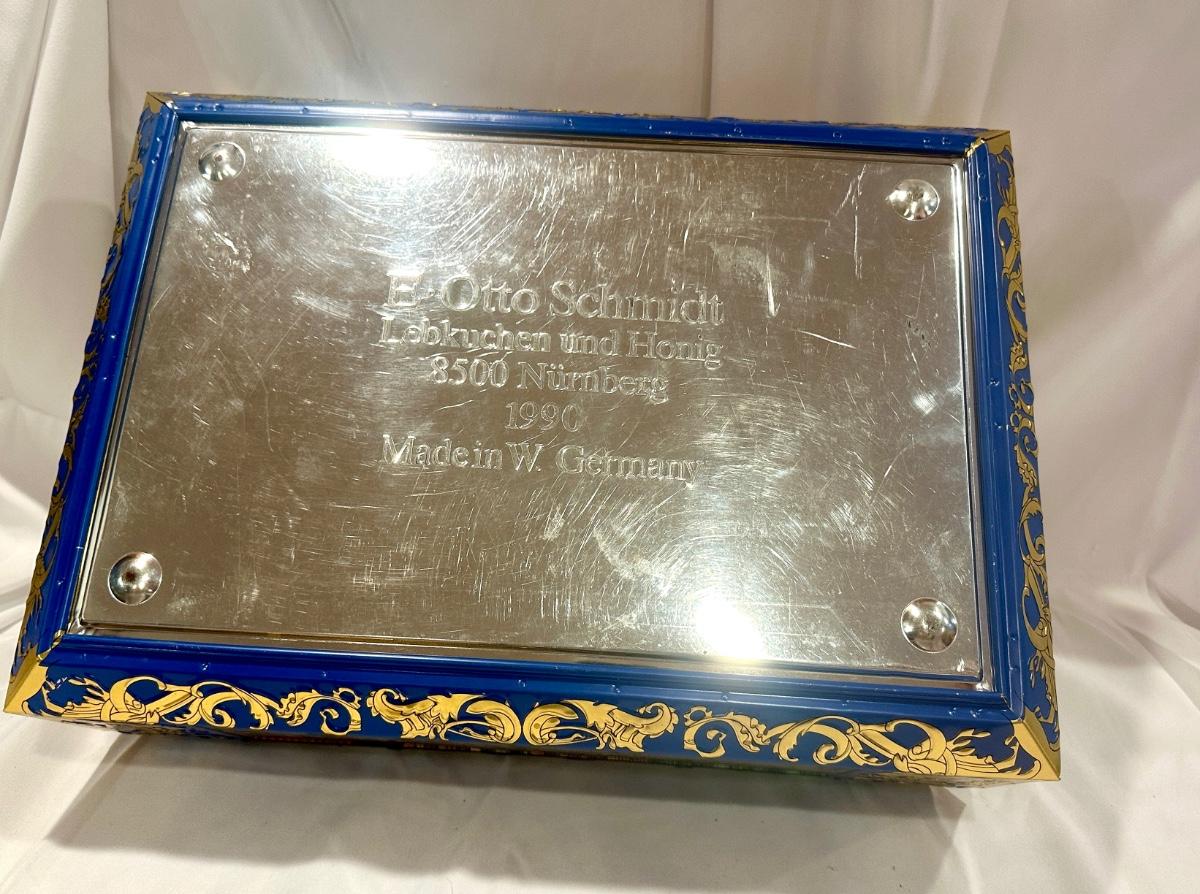 E. Otto Schmidt
Lebkuchen und Honig
8500 Nürnberg
1990
Made in W. Germany